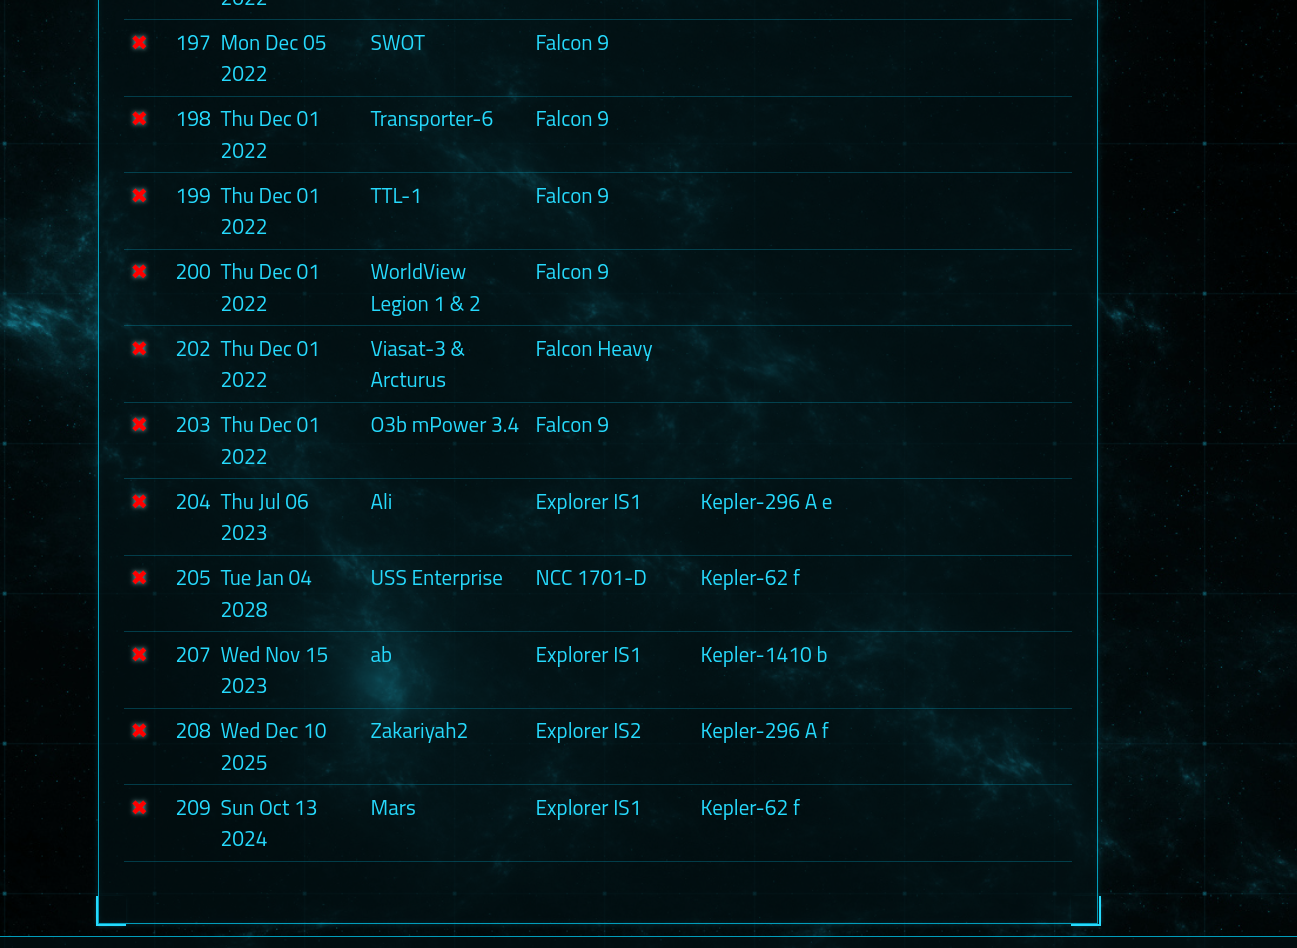 2022
197 Mon Dec 05 SWOT Falcon 9
2022
198 Thu Dec 01 Transporter-6 Falcon 9
2022
199 Thu Dec 01 TTL-1 Falcon 9
2022
200 Thu Dec 01 WorldView Falcon 9
2022 Legion 1 & 2
202 Thu Dec 01 Viasat-3 & Falcon Heavy
2022 Arcturus
203 Thu Dec 01 O3b mPower 3.4 Falcon 9
2022
204 Thu Jul 06 Ali Explorer IS1 Kepler-296 A e
2023
205 Tue Jan 04 USS Enterprise NCC 1701-D Kepler-62 f
2028
207 Wed Nov 15 ab Explorer IS1 Kepler-1410 b
2023
208 Wed Dec 10 Zakariyah2 Explorer IS2 Kepler-296 A f
2025
209 Sun Oct 13 Mars Explorer IS1 Kepler-62 f
2024